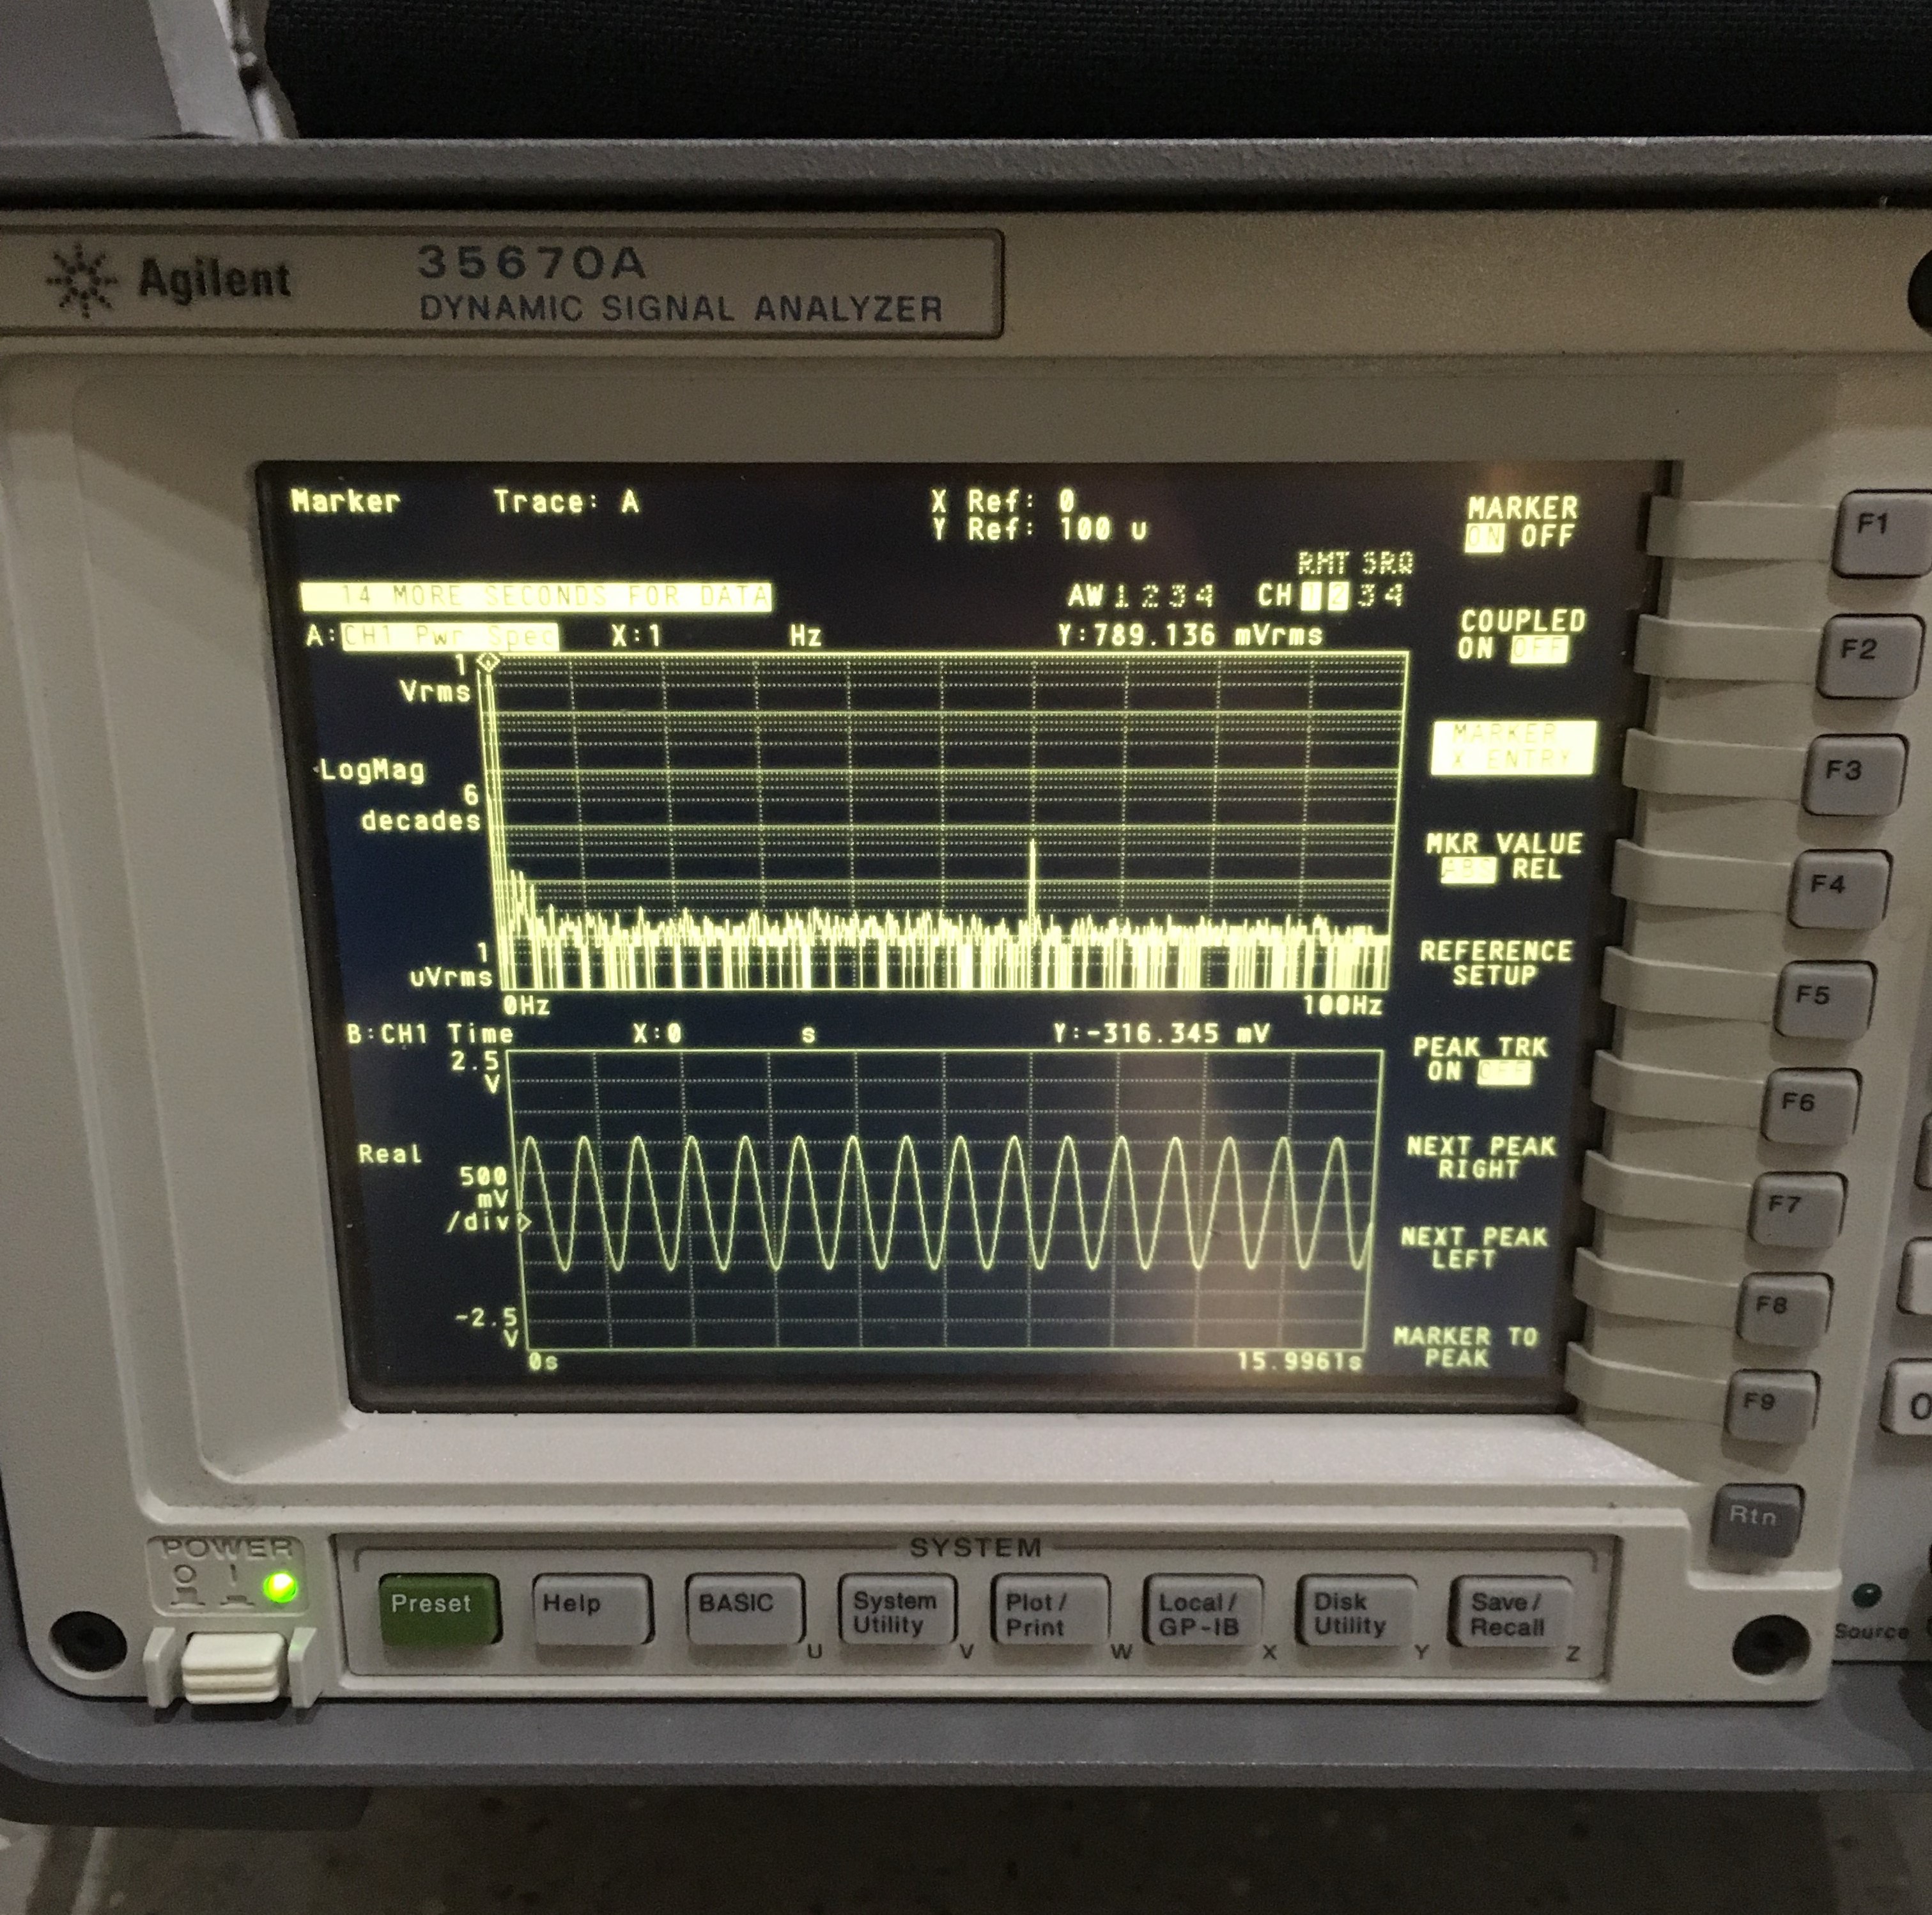 Agilent
35670A
DYNAMIC SIGNAL ANALYZER
Marker Trace: A X Ref: 0
Y Ref: 100 u
RMT SRQ
14 MORE SECONDS FOR DATA AW 1 2 3 4 CH 1 2 3 4
A:CH1 Pwr Spec X:1 Hz Y:789.136 mVrms
1
Vrms
LogMag
6
decades
1
uVrms
0Hz 100Hz
B:CH1 Time X:0 s Y:-316.345 mV
2.5
V
Real
500
mV
/div
-2.5
V
0s 15.9961s
MARKER
ON OFF
COUPLED
ON OFF
MARKER
X ENTRY
MKR VALUE
ABS REL
REFERENCE
SETUP
PEAK TRK
ON OFF
NEXT PEAK
RIGHT
NEXT PEAK
LEFT
MARKER TO
PEAK
F1
F2
F3
F4
F5
F6
F7
F8
F9
Rtn
POWER
SYSTEM
Preset
Help
BASIC
U
System
Utility
V
Plot /
Print
W
Local /
GP-IB
X
Disk
Utility
Y
Save /
Recall
Z
Source